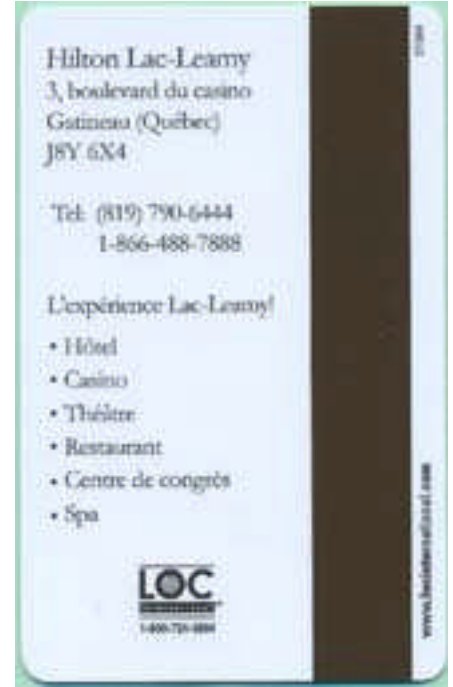 Hilton Lac-Leamy
3, boulevard du casino
Gatineau (Québec)
J8Y 6X4
Tel: (819) 790-6444
1-866-488-7888
L'expérience Lac-Leamy!
• Hôtel
• Casino
• Théâtre
• Restaurant
• Centre de congrès
• Spa
LOC